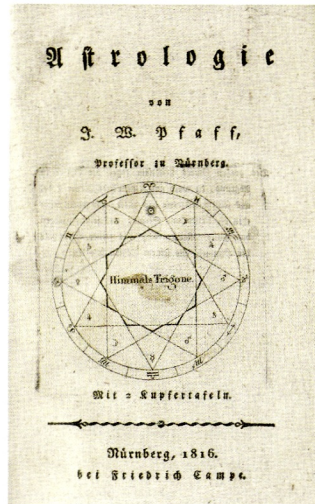 Astrologie
von
J. W. Pfaff,
Professor zu Nürnberg.
Himmels Trigone.
Mit 2 Kupfertafeln.
Nürnberg, 1816.
bei Friedrich Campe.